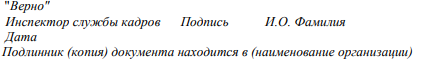 "Верно"
Инспектор службы кадров Подпись И.О. Фамилия
Дата
Подлинник (копия) документа находится в (наименование организации)